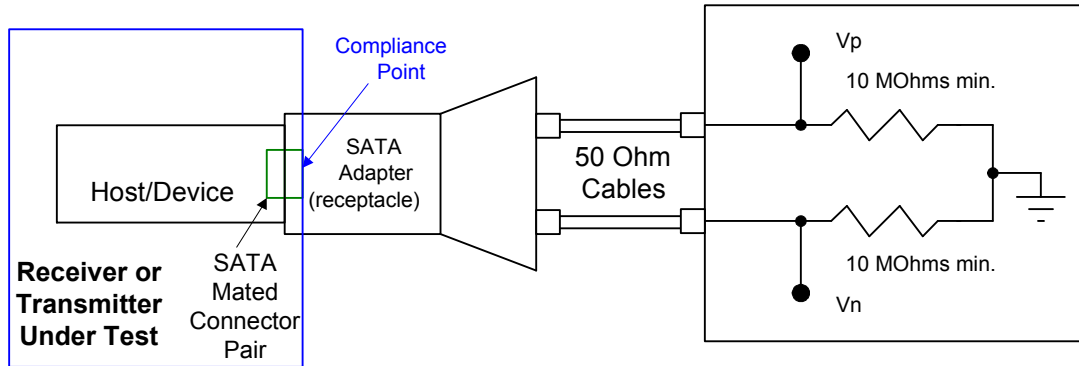 Compliance
Point
Vp
10 MOhms min.
SATA
Adapter
(receptacle)
50 Ohm
Cables
Host/Device
Receiver or
Transmitter
Under Test
SATA
Mated
Connector
Pair
10 MOhms min.
Vn